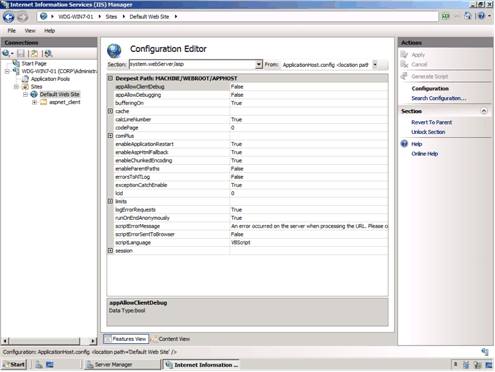 Internet Information Services (IIS) Manager
WDG-WIN7-01
Sites
Default Web Site
File View Help
Connections
Start Page
WDG-WIN7-01 (CORP\Administra
Application Pools
Sites
Default Web Site
aspnet_client
Configuration Editor
Section: system.webServer/asp From: ApplicationHost.config <location path
Deepest Path: MACHINE/WEBROOT/APPHOST
appAllowClientDebug False
appAllowDebugging False
bufferingOn True
cache
calcLineNumber True
codePage 0
comPlus
enableApplicationRestart True
enableAspHtmlFallback True
enableChunkedEncoding True
enableParentPaths False
errorsToNTLog False
exceptionCatchEnable True
lcid 0
limits
logErrorRequests True
runOnEndAnonymously True
scriptErrorMessage An error occurred on the server when processing the URL. Please c
scriptErrorSentToBrowser False
scriptLanguage VBScript
session
appAllowClientDebug
Data Type:bool
Features View Content View
Actions
Apply
Cancel
Generate Script
Configuration
Search Configuration...
Section
Revert To Parent
Unlock Section
Help
Online Help
Configuration: ApplicationHost.config <location path='Default Web Site' />
Start Server Manager Internet Information ...